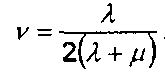 ν = λ / 2(λ + μ)